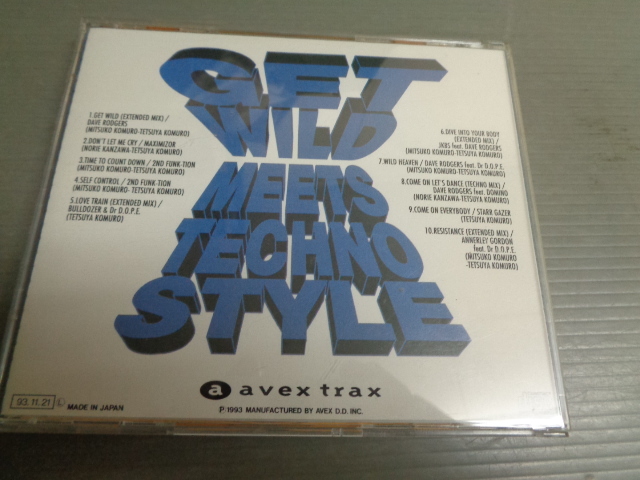 GET
WILD
MEETS
TECHNO
STYLE
1.GET WILD (EXTENDED MIX) /
DAVE RODGERS
(MITSUKO KOMURO-TETSUYA KOMURO)
2.DON'T LET ME CRY / MAXIMIZOR
(NORIE KANZAWA-TETSUYA KOMURO)
3.TIME TO COUNT DOWN / 2ND FUNK-TION
(MITSUKO KOMURO-TETSUYA KOMURO)
4.SELF CONTROL / 2ND FUNK-TION
(MITSUKO KOMURO-TETSUYA KOMURO)
5.LOVE TRAIN (EXTENDED MIX) /
BULLDOZER & Dr D.O.P.E.
(TETSUYA KOMURO)
6.DIVE INTO YOUR BODY
(EXTENDED MIX) /
JKRS feat. DAVE RODGERS
(MITSUKO KOMURO-TETSUYA KOMURO)
7.WILD HEAVEN / DAVE RODGERS feat. Dr D.O.P.E.
(MITSUKO KOMURO-TETSUYA KOMURO)
8.COME ON LET'S DANCE (TECHNO MIX) /
DAVE RODGERS feat. DOMINO
(NORIE KANZAWA-TETSUYA KOMURO)
9.COME ON EVERYBODY / STARR GAZER
(TETSUYA KOMURO)
10.RESISTANCE (EXTENDED MIX) /
ANNERLEY GORDON
feat. Dr D.O.P.E.
(MITSUKO KOMURO
-TETSUYA KOMURO)
a avex trax
93.11.21 L MADE IN JAPAN
P.1993 MANUFACTURED BY AVEX D.D. INC.